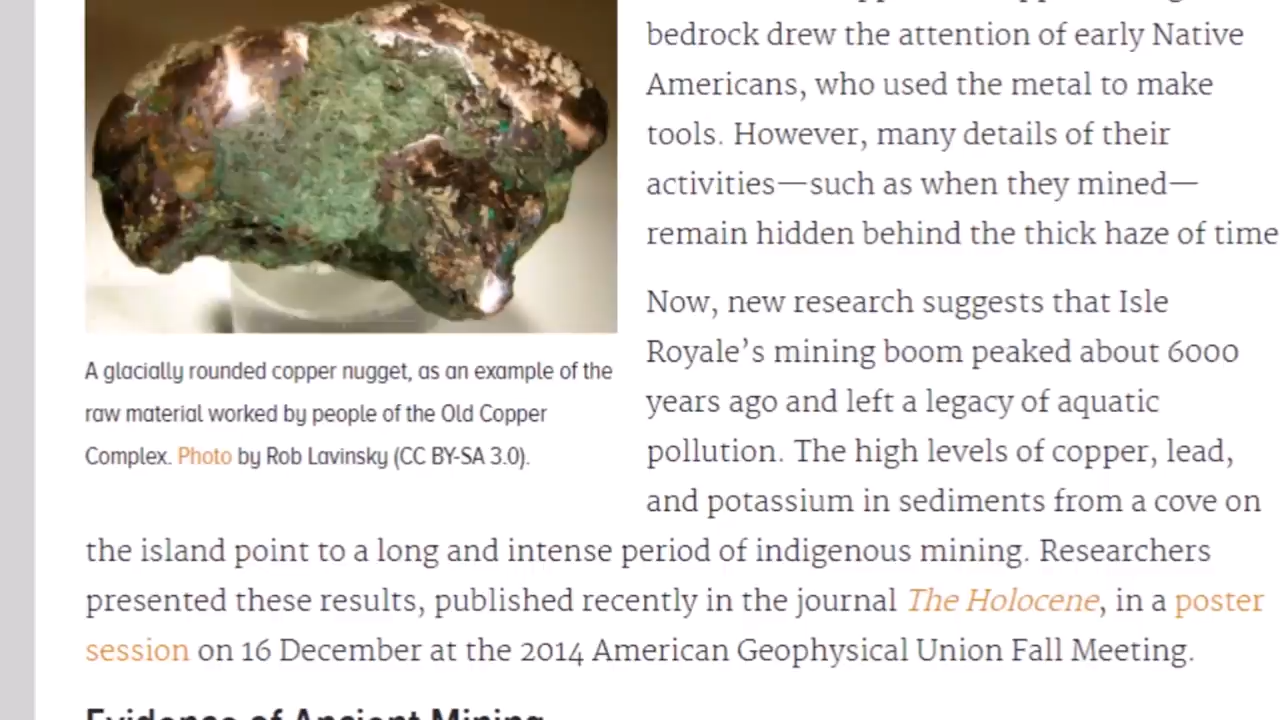 bedrock drew the attention of early Native
Americans, who used the metal to make
tools. However, many details of their
activities—such as when they mined—
remain hidden behind the thick haze of time
Now, new research suggests that Isle
Royale’s mining boom peaked about 6000
years ago and left a legacy of aquatic
pollution. The high levels of copper, lead,
and potassium in sediments from a cove on
the island point to a long and intense period of indigenous mining. Researchers
presented these results, published recently in the journal The Holocene, in a poster
session on 16 December at the 2014 American Geophysical Union Fall Meeting.
A glacially rounded copper nugget, as an example of the
raw material worked by people of the Old Copper
Complex. Photo by Rob Lavinsky (CC BY-SA 3.0).
Evidence of Ancient Mining